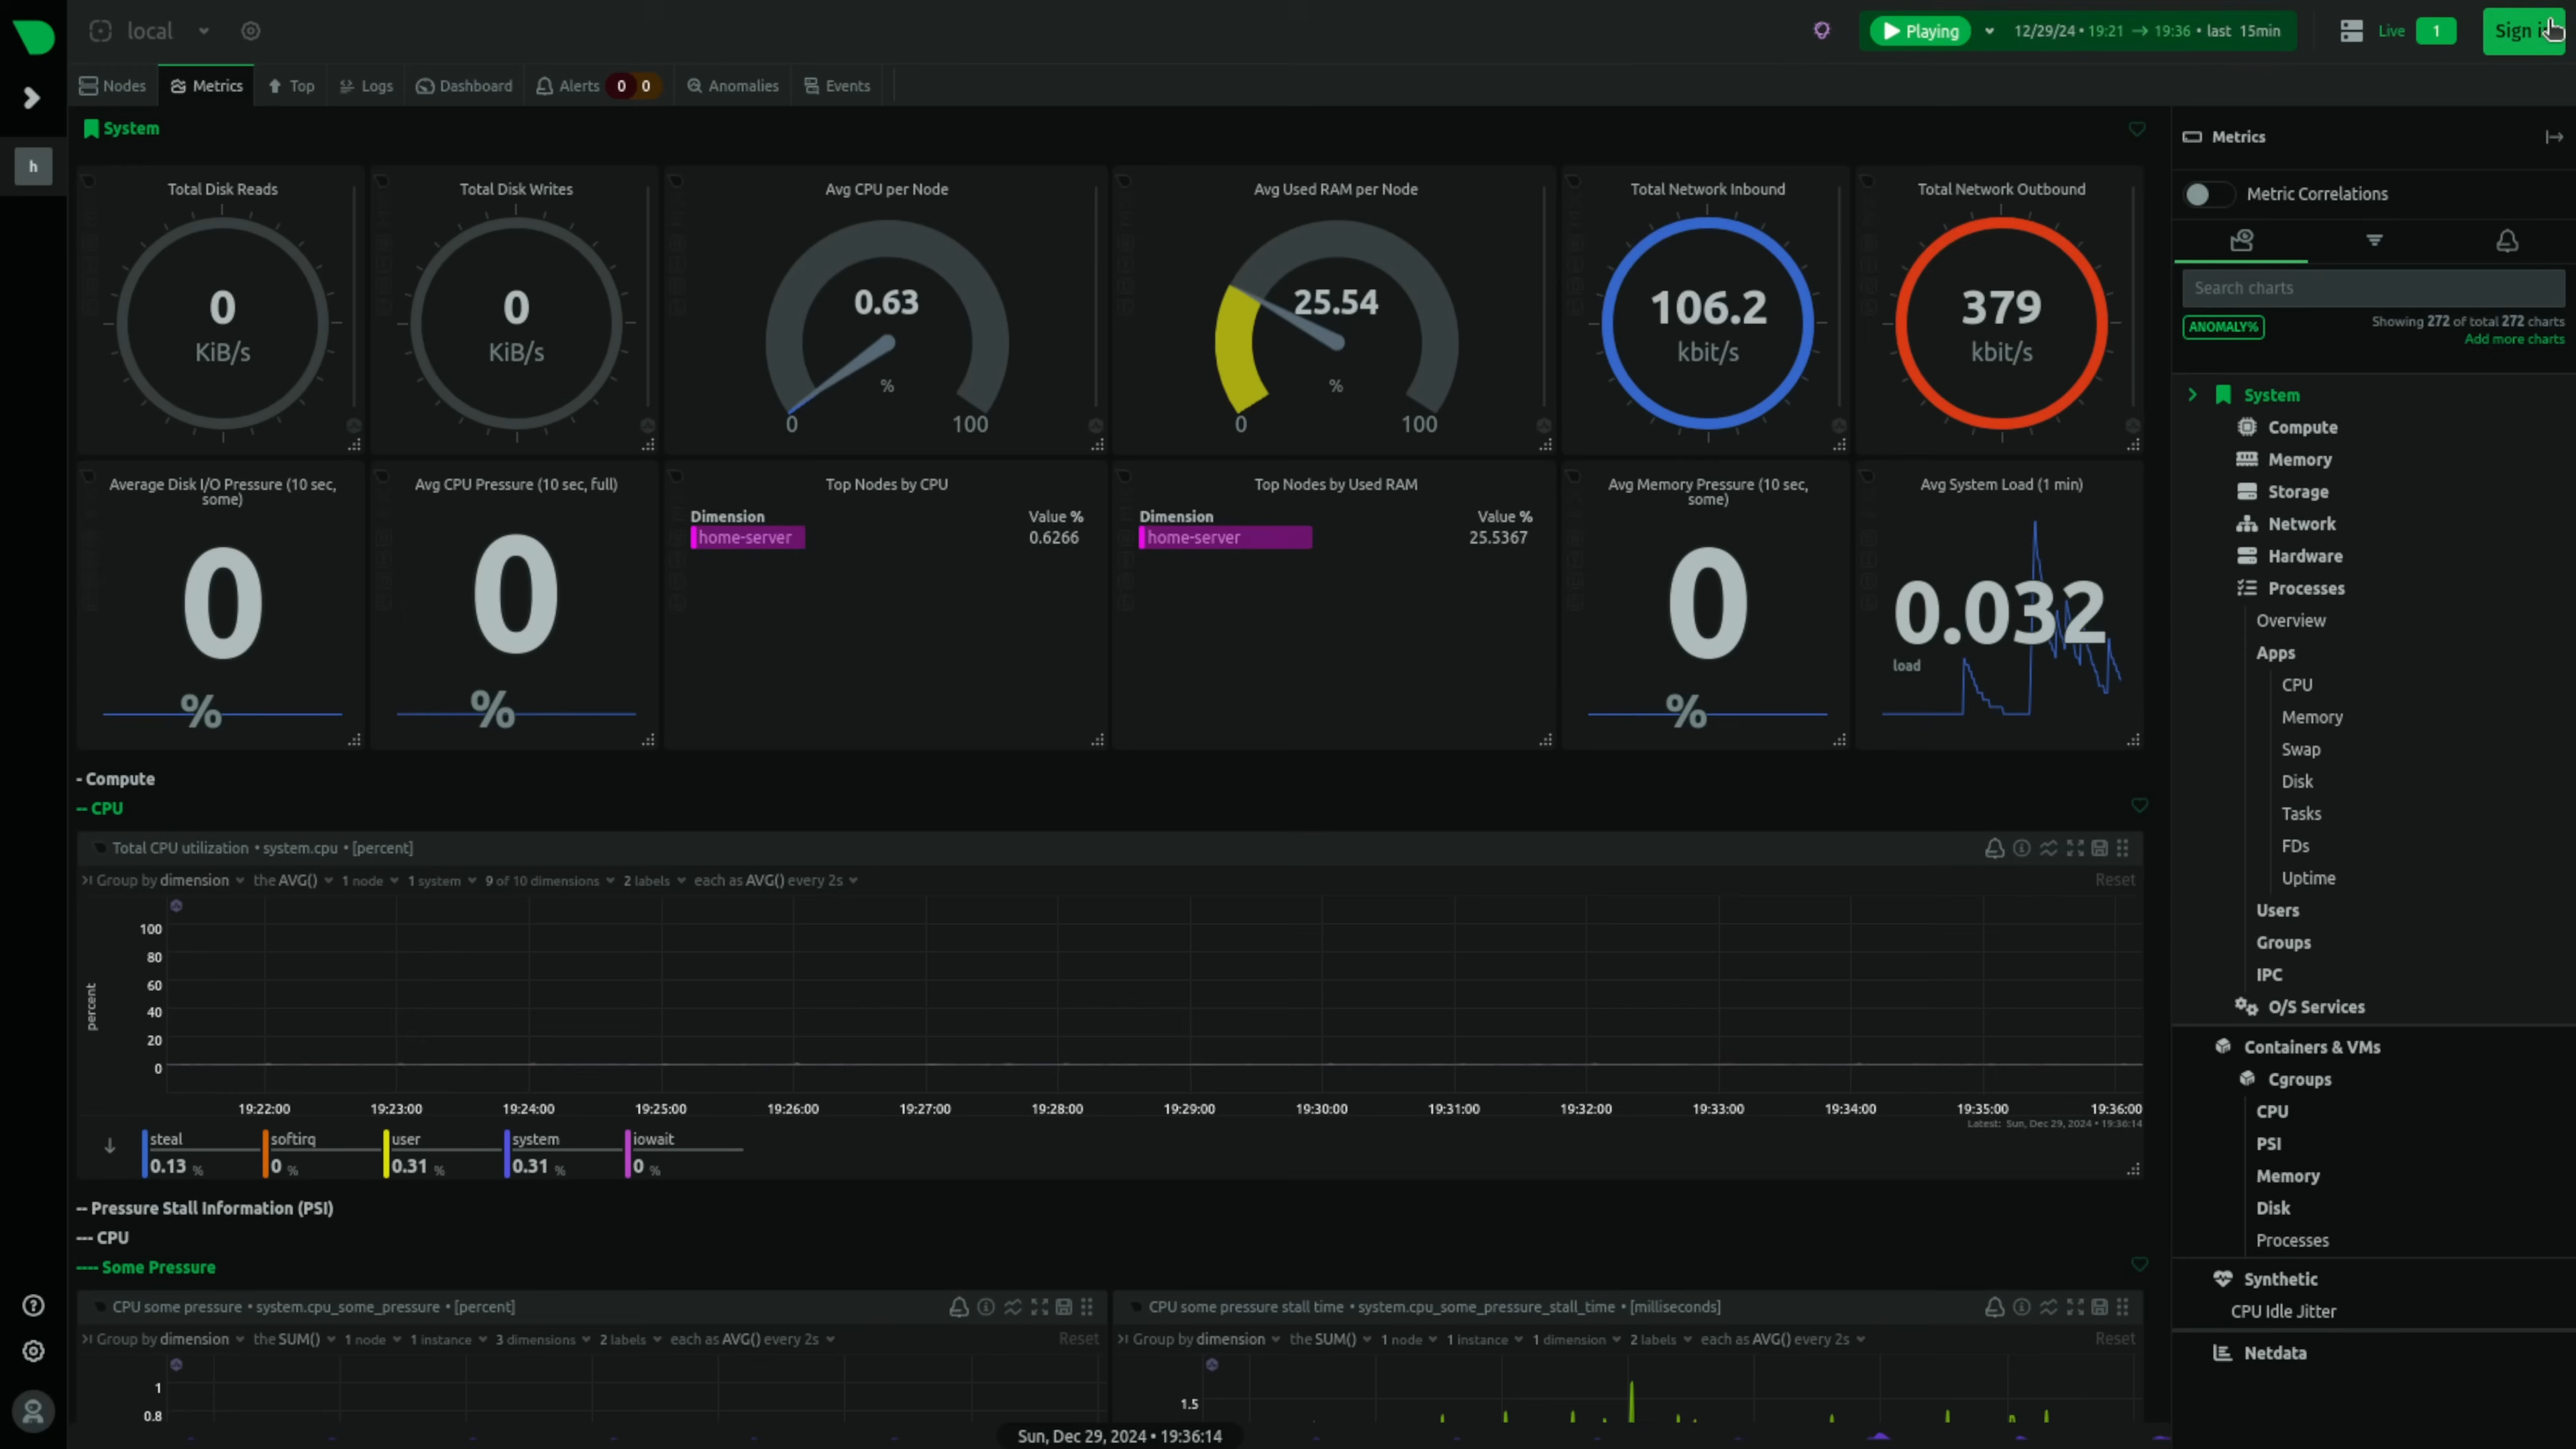 local
Playing
12/29/24 • 19:21 → 19:36 • last 15min
Live 1
Sign
Nodes
Metrics
Top
Logs
Dashboard
Alerts 0 0
Anomalies
Events
h
System
Total Disk Reads
0
KiB/s
Total Disk Writes
0
KiB/s
Avg CPU per Node
0.63
%
0 100
Avg Used RAM per Node
25.54
%
0 100
Total Network Inbound
106.2
kbit/s
Total Network Outbound
379
kbit/s
Average Disk I/O Pressure (10 sec,
some)
0
%
Avg CPU Pressure (10 sec, full)
0
%
Top Nodes by CPU
Dimension Value %
home-server 0.6266
Top Nodes by Used RAM
Dimension Value %
home-server 25.5367
Avg Memory Pressure (10 sec,
some)
0
%
Avg System Load (1 min)
0.032
load
- Compute
-- CPU
Total CPU utilization • system.cpu • [percent]
Group by dimension the AVG() 1 node 1 system 9 of 10 dimensions 2 labels each as AVG() every 2s Reset
percent
100
80
60
40
20
0
19:22:00 19:23:00 19:24:00 19:25:00 19:26:00 19:27:00 19:28:00 19:29:00 19:30:00 19:31:00 19:32:00 19:33:00 19:34:00 19:35:00 19:36:00
Latest: Sun, Dec 29, 2024 • 19:36:14
steal softirq user system iowait
0.13 % 0 % 0.31 % 0.31 % 0 %
-- Pressure Stall Information (PSI)
--- CPU
---- Some Pressure
CPU some pressure • system.cpu_some_pressure • [percent]
Group by dimension the SUM() 1 node 1 instance 3 dimensions 2 labels each as AVG() every 2s Reset
1
0.8
CPU some pressure stall time • system.cpu_some_pressure_stall_time • [milliseconds]
Group by dimension the SUM() 1 node 1 instance 1 dimension 2 labels each as AVG() every 2s Reset
1.5
Sun, Dec 29, 2024 • 19:36:14
Metrics
Metric Correlations
Search charts
ANOMALY%
Showing 272 of total 272 charts
Add more charts
System
Compute
Memory
Storage
Network
Hardware
Processes
Overview
Apps
CPU
Memory
Swap
Disk
Tasks
FDs
Uptime
Users
Groups
IPC
O/S Services
Containers & VMs
Cgroups
CPU
PSI
Memory
Disk
Processes
Synthetic
CPU Idle Jitter
Netdata